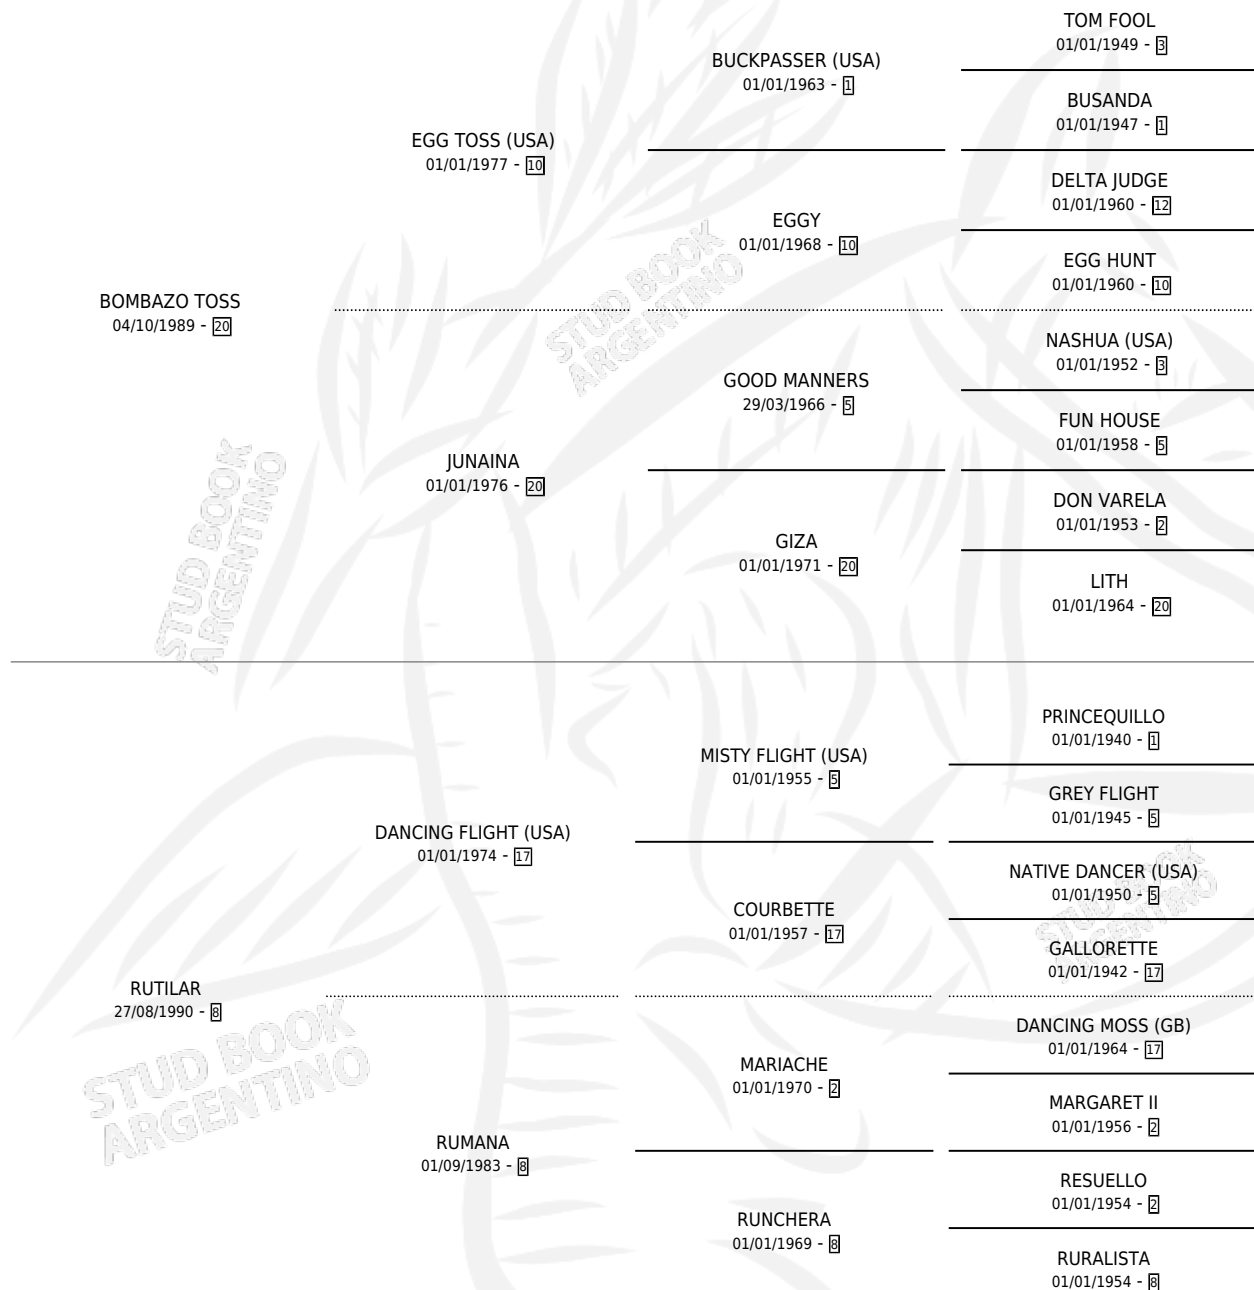 TOM FOOL
01/01/1949 - 3
BUCKPASSER (USA)
01/01/1963 - 1
BUSANDA
01/01/1947 - 1
EGG TOSS (USA)
01/01/1977 - 10
DELTA JUDGE
01/01/1960 - 12
EGGY
01/01/1968 - 10
EGG HUNT
01/01/1960 - 10
BOMBAZO TOSS
04/10/1989 - 20
STUD BOOK
ARGENTINO
NASHUA (USA)
01/01/1952 - 3
GOOD MANNERS
29/03/1966 - 5
FUN HOUSE
01/01/1958 - 5
JUNAINA
01/01/1976 - 20
DON VARELA
01/01/1953 - 2
GIZA
01/01/1971 - 20
LITH
01/01/1964 - 20
STUD BOOK
ARGENTINO
PRINCEQUILLO
01/01/1940 - 1
MISTY FLIGHT (USA)
01/01/1955 - 5
GREY FLIGHT
01/01/1945 - 5
DANCING FLIGHT (USA)
01/01/1974 - 17
NATIVE DANCER (USA)
01/01/1950 - 5
COURBETTE
01/01/1957 - 17
STUD BOOK
ARGENTINO
GALLORETTE
01/01/1942 - 17
RUTILAR
27/08/1990 - 8
DANCING MOSS (GB)
01/01/1964 - 17
STUD BOOK
ARGENTINO
MARIACHE
01/01/1970 - 2
MARGARET II
01/01/1956 - 2
RUMANA
01/09/1983 - 8
RESUELLO
01/01/1954 - 2
RUNCHERA
01/01/1969 - 8
RURALISTA
01/01/1954 - 8